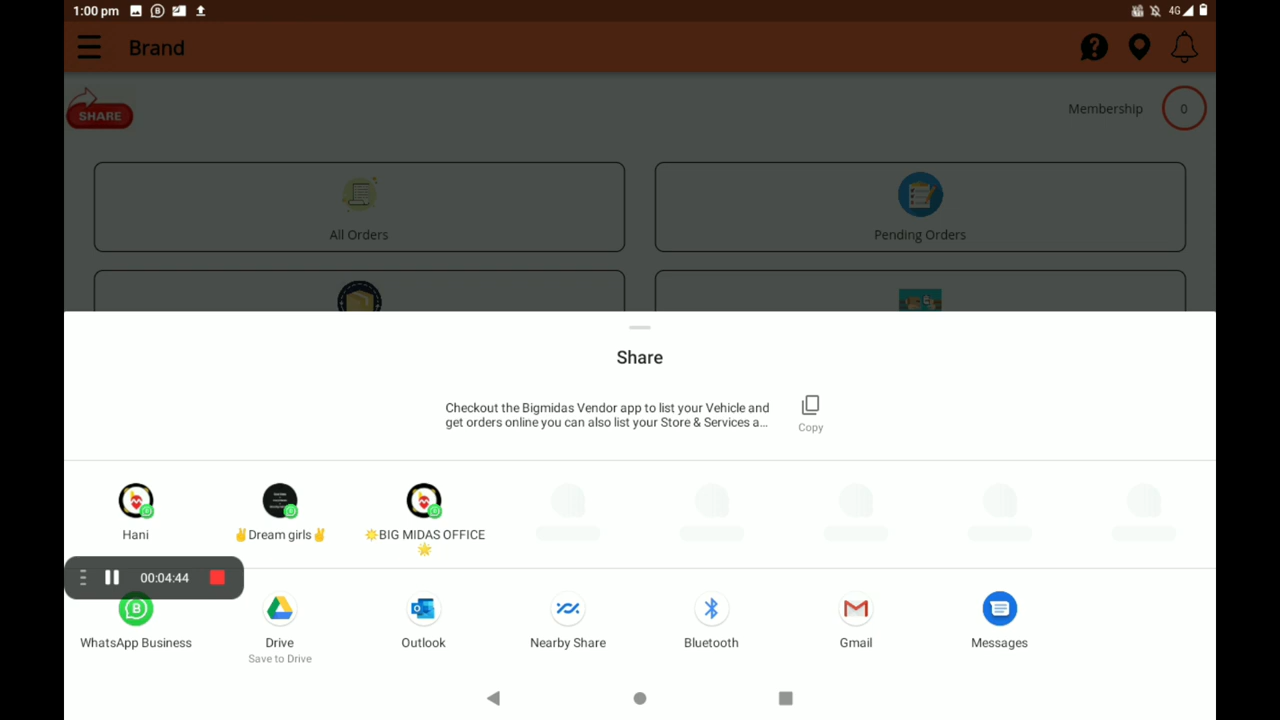 1:00 pm
4G
Brand
SHARE
Membership
0
All Orders
Pending Orders
Share
Checkout the Bigmidas Vendor app to list your Vehicle and
get orders online you can also list your Store & Services a...
Copy
Hani
✌️Dream girls✌️
☀️BIG MIDAS OFFICE
🌟
00:04:44
WhatsApp Business
Drive
Save to Drive
Outlook
Nearby Share
Bluetooth
Gmail
Messages